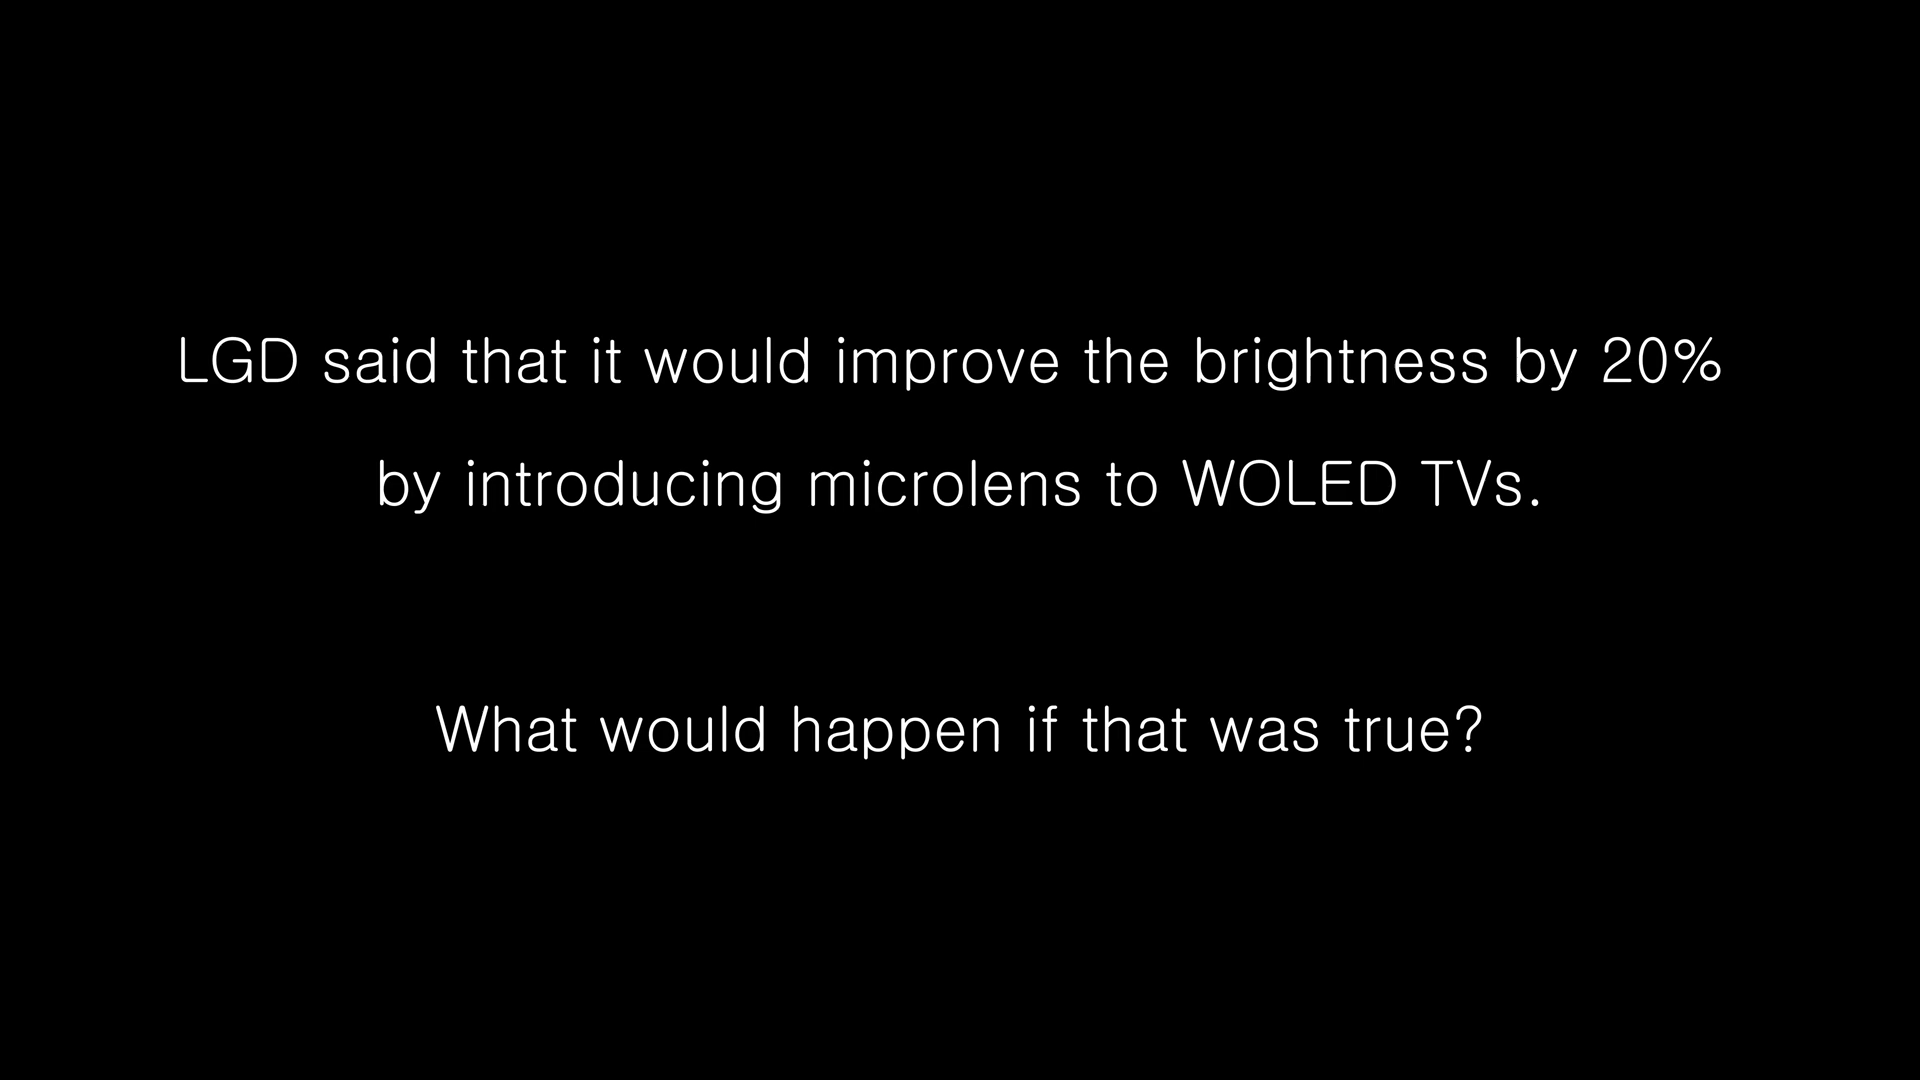 LGD said that it would improve the brightness by 20%
by introducing microlens to WOLED TVs.
What would happen if that was true?